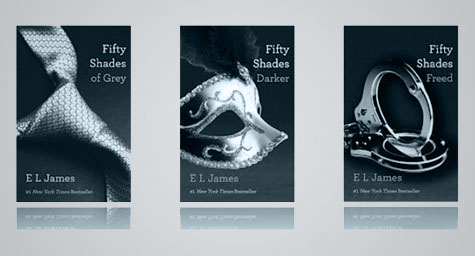 Fifty
Shades
of Grey
E L James
#1 New York Times Bestseller
Fifty
Shades
Darker
E L James
#1 New York Times Bestseller
Fifty
Shades
Freed
E L James
#1 New York Times Bestseller